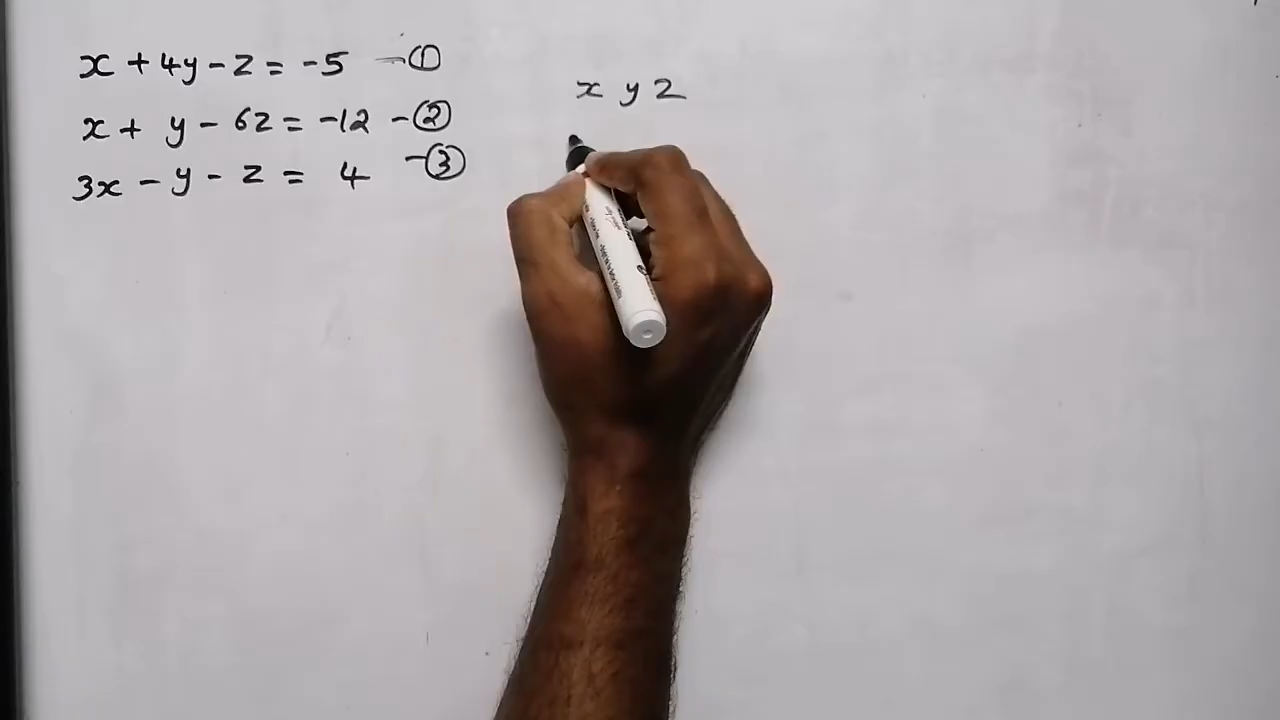 x + 4y - z = -5 -①
x + y - 6z = -12 -②
3x - y - z = 4 -③
x y z